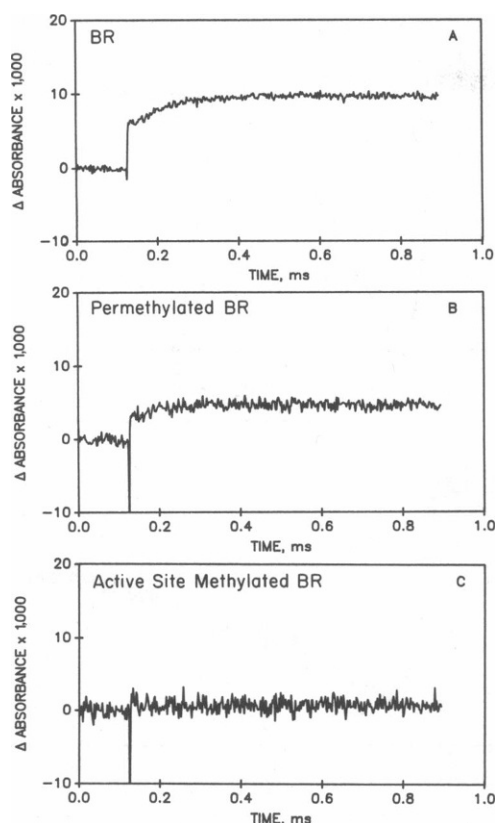 BR
A
Δ ABSORBANCE x 1,000
20
10
0
−10
0.0 0.2 0.4 0.6 0.8 1.0
TIME, ms
Permethylated BR
B
Δ ABSORBANCE x 1,000
20
10
0
−10
0.0 0.2 0.4 0.6 0.8 1.0
TIME, ms
Active Site Methylated BR
C
Δ ABSORBANCE x 1,000
20
10
0
−10
0.0 0.2 0.4 0.6 0.8 1.0
TIME, ms